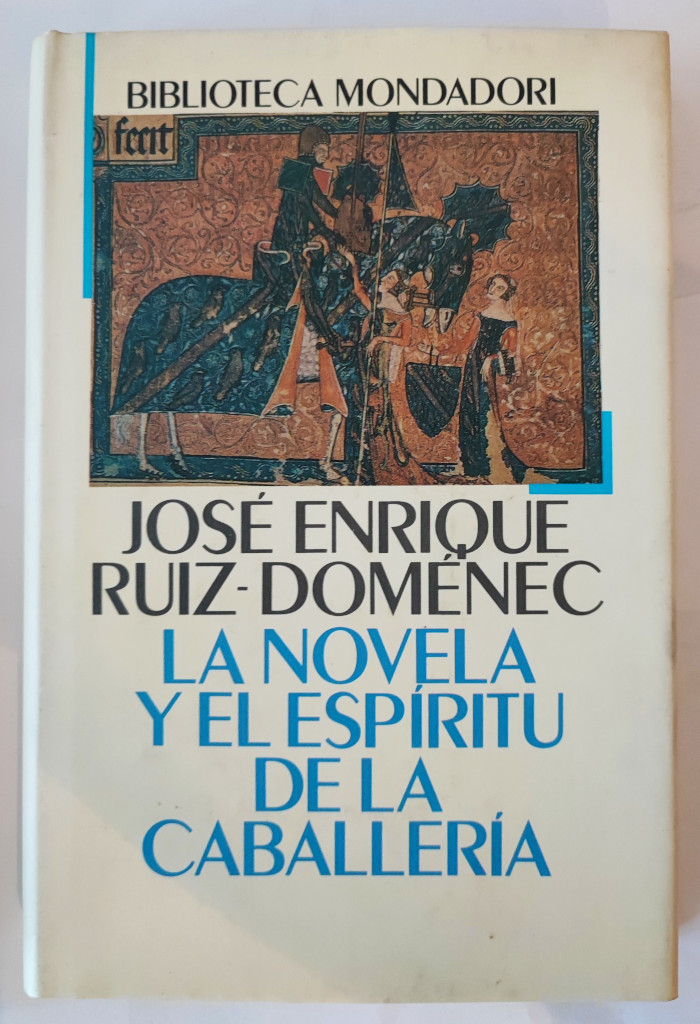 BIBLIOTECA MONDADORI
fecit
JOSÉ ENRIQUE
RUIZ-DOMÉNEC
LA NOVELA
Y EL ESPÍRITU
DE LA
CABALLERÍA